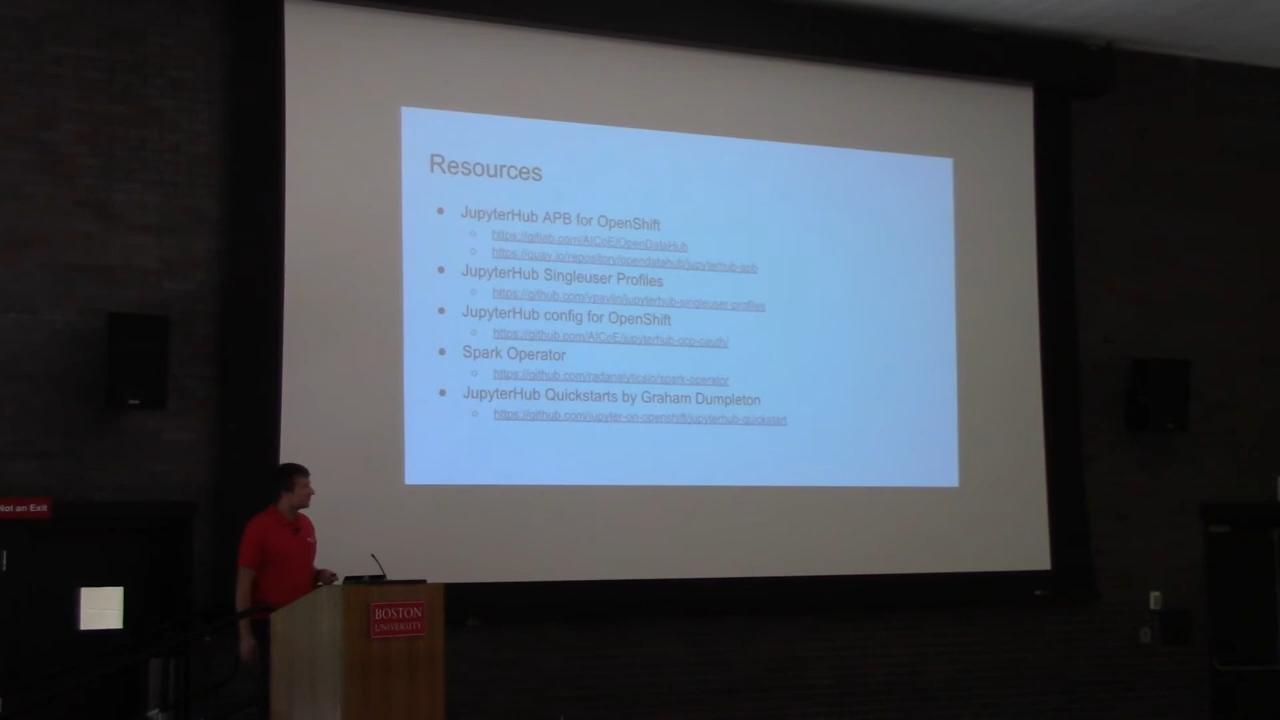 Resources
● JupyterHub APB for OpenShift
○ https://gitlab.com/AICoE/OpenDataHub
○ https://quay.io/repository/opendatahub/jupyterhub-apb
● JupyterHub Singleuser Profiles
○ https://github.com/vpavlin/jupyterhub-singleuser-profiles
● JupyterHub config for OpenShift
○ https://github.com/AICoE/jupyterhub-ocp-oauth/
● Spark Operator
○ https://github.com/radanalyticsio/spark-operator
● JupyterHub Quickstarts by Graham Dumpleton
○ https://github.com/jupyter-on-openshift/jupyterhub-quickstart
Not an Exit
BOSTON
UNIVERSITY